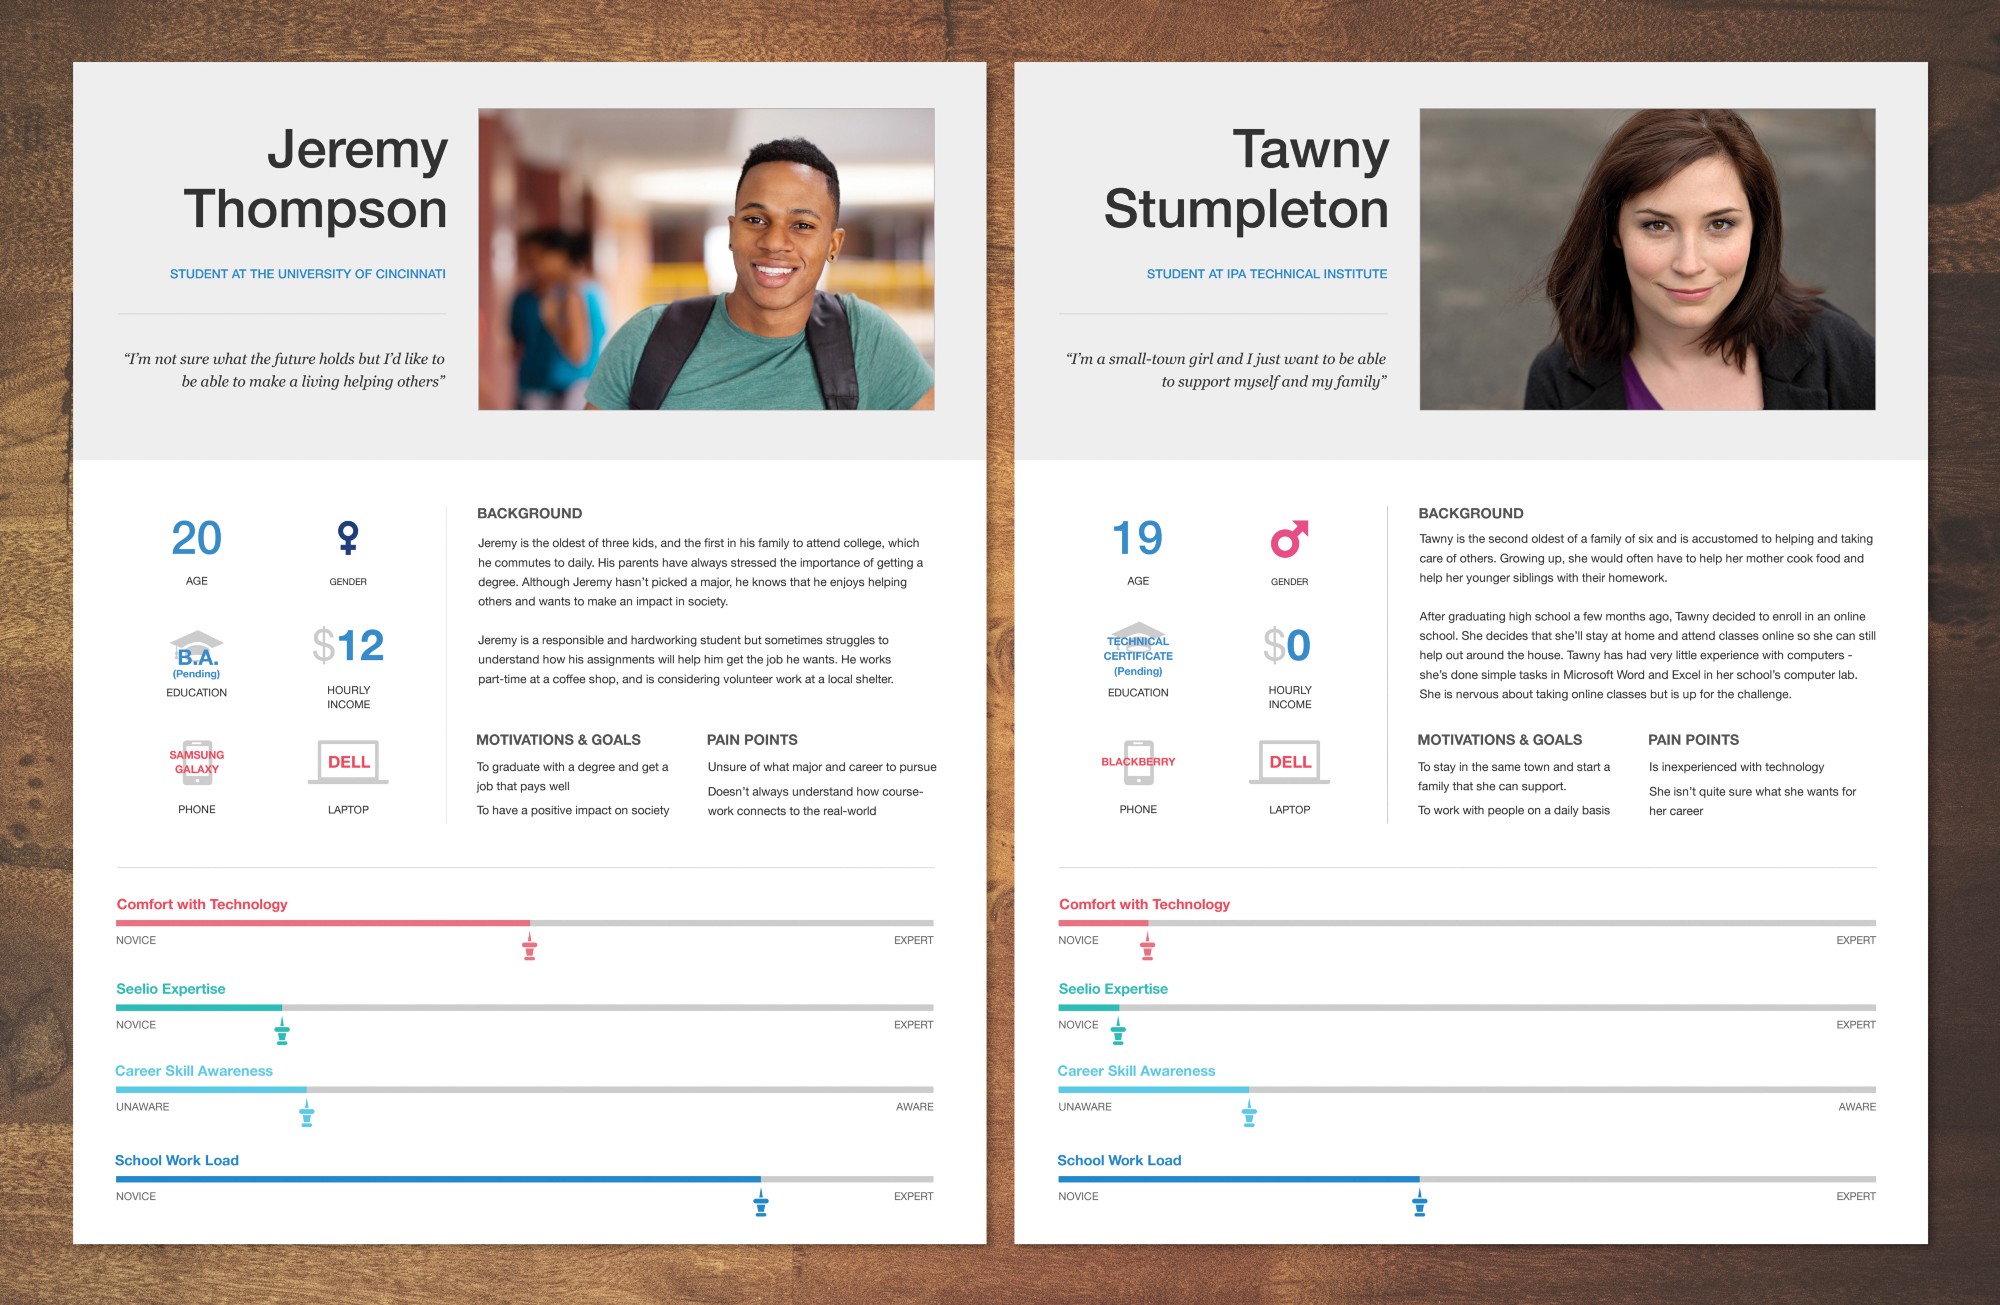 Jeremy
Thompson
STUDENT AT THE UNIVERSITY OF CINCINNATI
“I’m not sure what the future holds but I’d like to
be able to make a living helping others”
20
AGE
GENDER
B.A.
(Pending)
EDUCATION
$12
HOURLY
INCOME
SAMSUNG
GALAXY
PHONE
DELL
LAPTOP
BACKGROUND
Jeremy is the oldest of three kids, and the first in his family to attend college, which
he commutes to daily. His parents have always stressed the importance of getting a
degree. Although Jeremy hasn’t picked a major, he knows that he enjoys helping
others and wants to make an impact in society.
Jeremy is a responsible and hardworking student but sometimes struggles to
understand how his assignments will help him get the job he wants. He works
part-time at a coffee shop, and is considering volunteer work at a local shelter.
MOTIVATIONS & GOALS
To graduate with a degree and get a
job that pays well
To have a positive impact on society
PAIN POINTS
Unsure of what major and career to pursue
Doesn’t always understand how course-
work connects to the real-world
Comfort with Technology
NOVICE
EXPERT
Seelio Expertise
NOVICE
EXPERT
Career Skill Awareness
UNAWARE
AWARE
School Work Load
NOVICE
EXPERT
Tawny
Stumpleton
STUDENT AT IPA TECHNICAL INSTITUTE
“I’m a small-town girl and I just want to be able
to support myself and my family”
19
AGE
GENDER
TECHNICAL
CERTIFICATE
(Pending)
EDUCATION
$0
HOURLY
INCOME
BLACKBERRY
PHONE
DELL
LAPTOP
BACKGROUND
Tawny is the second oldest of a family of six and is accustomed to helping and taking
care of others. Growing up, she would often have to help her mother cook food and
help her younger siblings with their homework.
After graduating high school a few months ago, Tawny decided to enroll in an online
school. She decides that she’ll stay at home and attend classes online so she can still
help out around the house. Tawny has had very little experience with computers -
she’s done simple tasks in Microsoft Word and Excel in her school’s computer lab.
She is nervous about taking online classes but is up for the challenge.
MOTIVATIONS & GOALS
To stay in the same town and start a
family that she can support.
To work with people on a daily basis
PAIN POINTS
Is inexperienced with technology
She isn’t quite sure what she wants for
her career
Comfort with Technology
NOVICE
EXPERT
Seelio Expertise
NOVICE
EXPERT
Career Skill Awareness
UNAWARE
AWARE
School Work Load
NOVICE
EXPERT